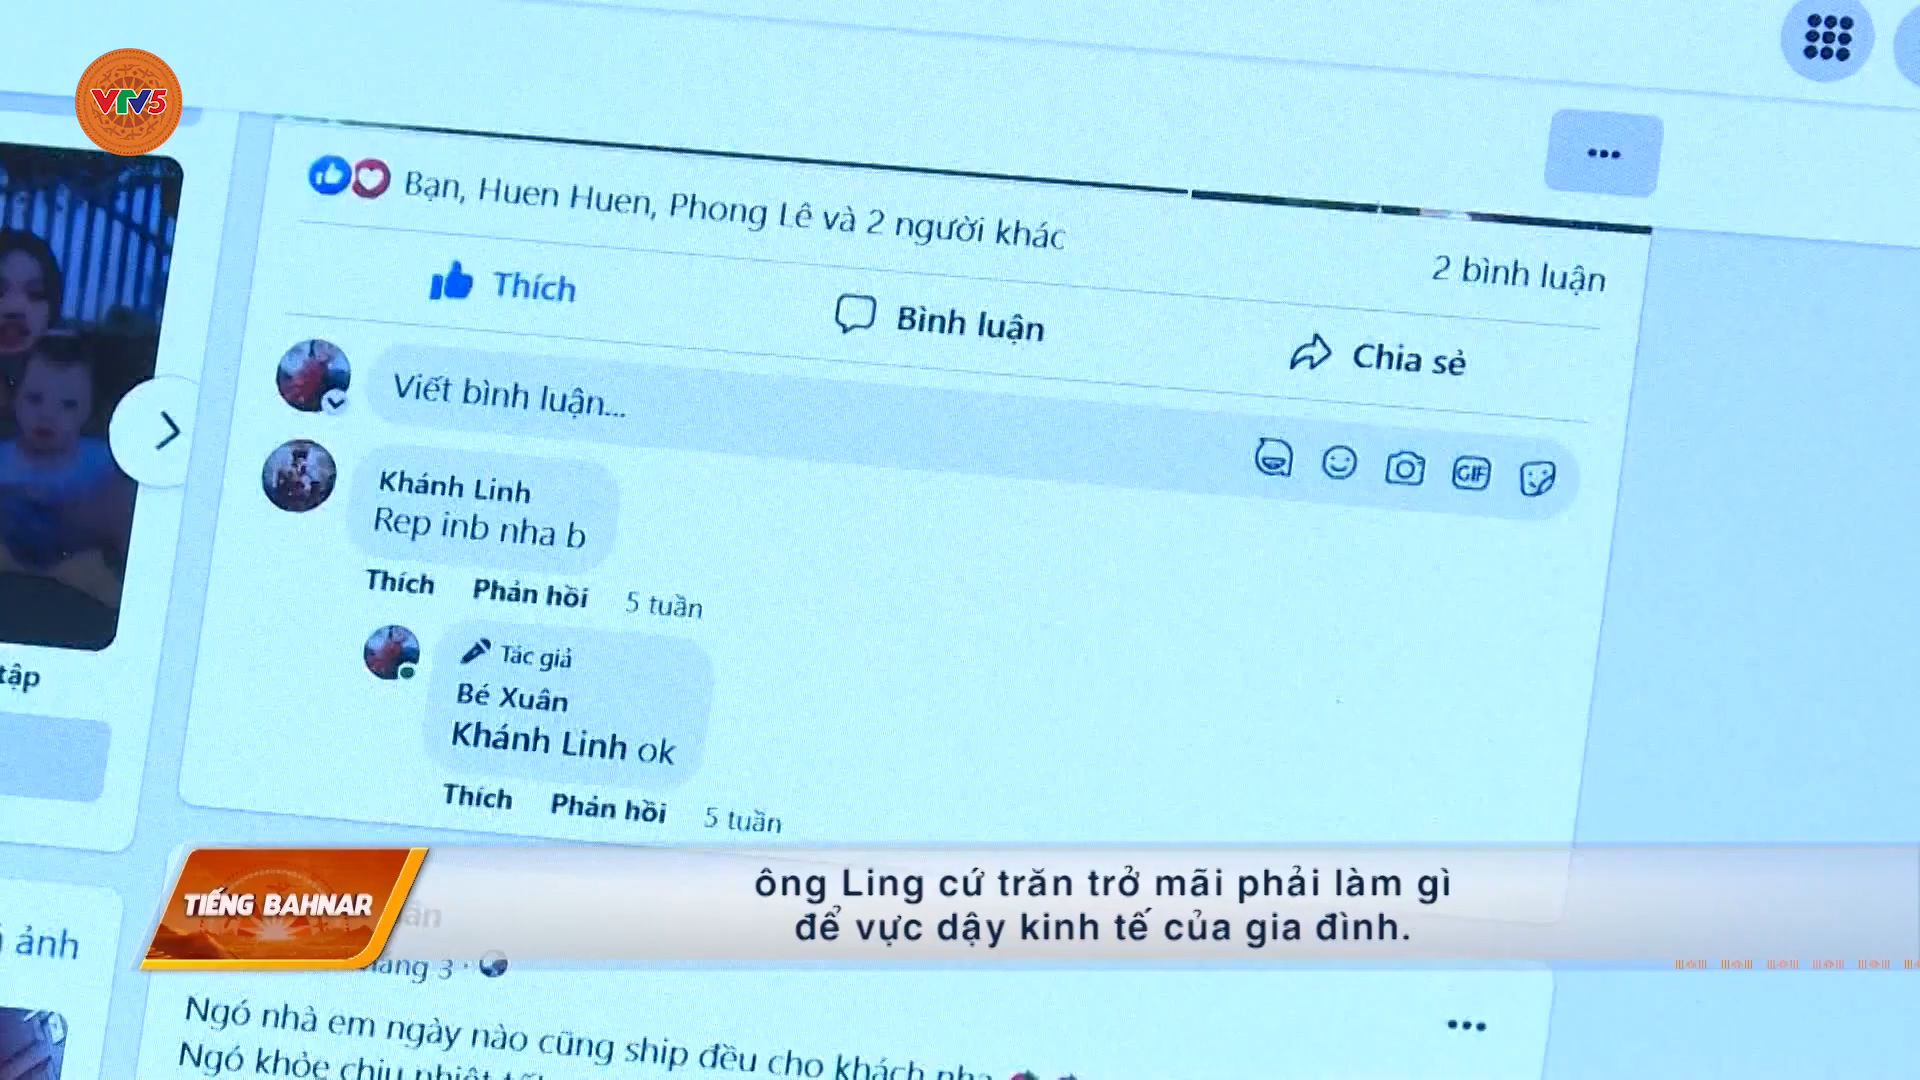 VTV5
Bạn, Huen Huen, Phong Lê và 2 người khác
2 bình luận
Thích
Bình luận
Chia sẻ
Viết bình luận...
GIF
Khánh Linh
Rep inb nha b
Thích Phản hồi 5 tuần
Tác giả
Bé Xuân
Khánh Linh ok
Thích Phản hồi 5 tuần
tập
ảnh
TIẾNG BAHNAR
ông Ling cứ trăn trở mãi phải làm gì
để vực dậy kinh tế của gia đình.
3
Ngó nhà em ngày nào cũng ship đều cho khách nha
Ngó khỏe chịu